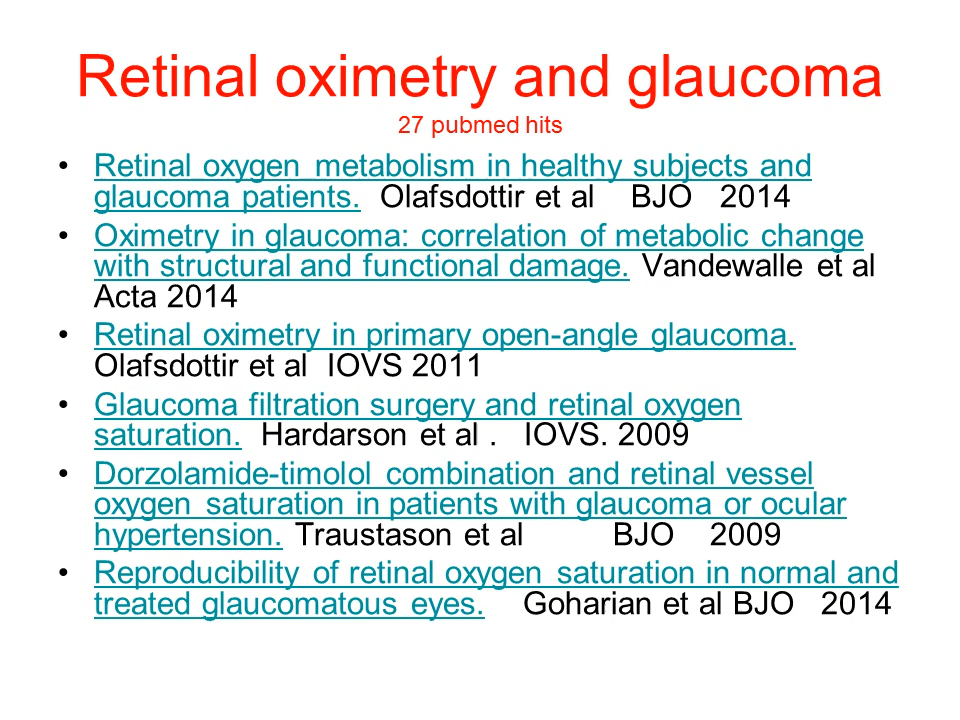 Retinal oximetry and glaucoma
27 pubmed hits
• Retinal oxygen metabolism in healthy subjects and
glaucoma patients. Olafsdottir et al BJO 2014
• Oximetry in glaucoma: correlation of metabolic change
with structural and functional damage. Vandewalle et al
Acta 2014
• Retinal oximetry in primary open-angle glaucoma.
Olafsdottir et al IOVS 2011
• Glaucoma filtration surgery and retinal oxygen
saturation. Hardarson et al . IOVS. 2009
• Dorzolamide-timolol combination and retinal vessel
oxygen saturation in patients with glaucoma or ocular
hypertension. Traustason et al BJO 2009
• Reproducibility of retinal oxygen saturation in normal and
treated glaucomatous eyes. Goharian et al BJO 2014